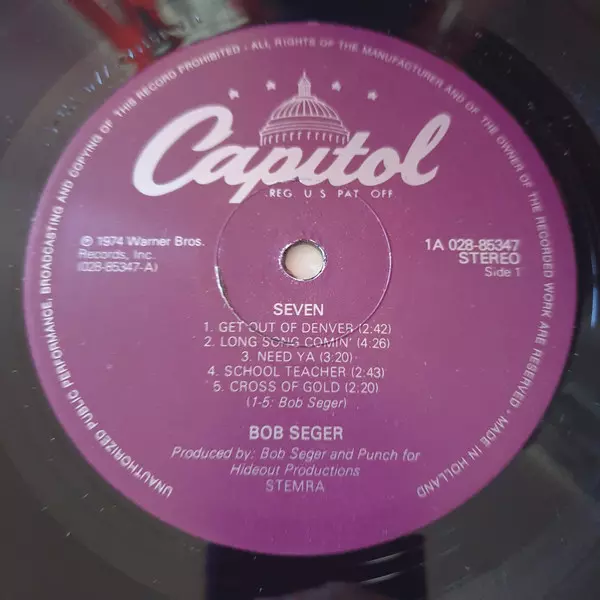 UNAUTHORIZED PUBLIC PERFORMANCE, BROADCASTING AND COPYING OF THIS RECORD PROHIBITED - ALL RIGHTS OF THE MANUFACTURER AND OF THE OWNER OF THE RECORDED WORK ARE RESERVED • MADE IN HOLLAND
Capitol
REG. U S PAT OFF
℗ 1974 Warner Bros.
Records, Inc.
(028-85347-A)
1A 028-85347
STEREO
Side 1
SEVEN
1. GET OUT OF DENVER (2:42)
2. LONG SONG COMIN' (4:26)
3. NEED YA (3:20)
4. SCHOOL TEACHER (2:43)
5. CROSS OF GOLD (2:20)
(1-5: Bob Seger)
BOB SEGER
Produced by: Bob Seger and Punch for
Hideout Productions
STEMRA